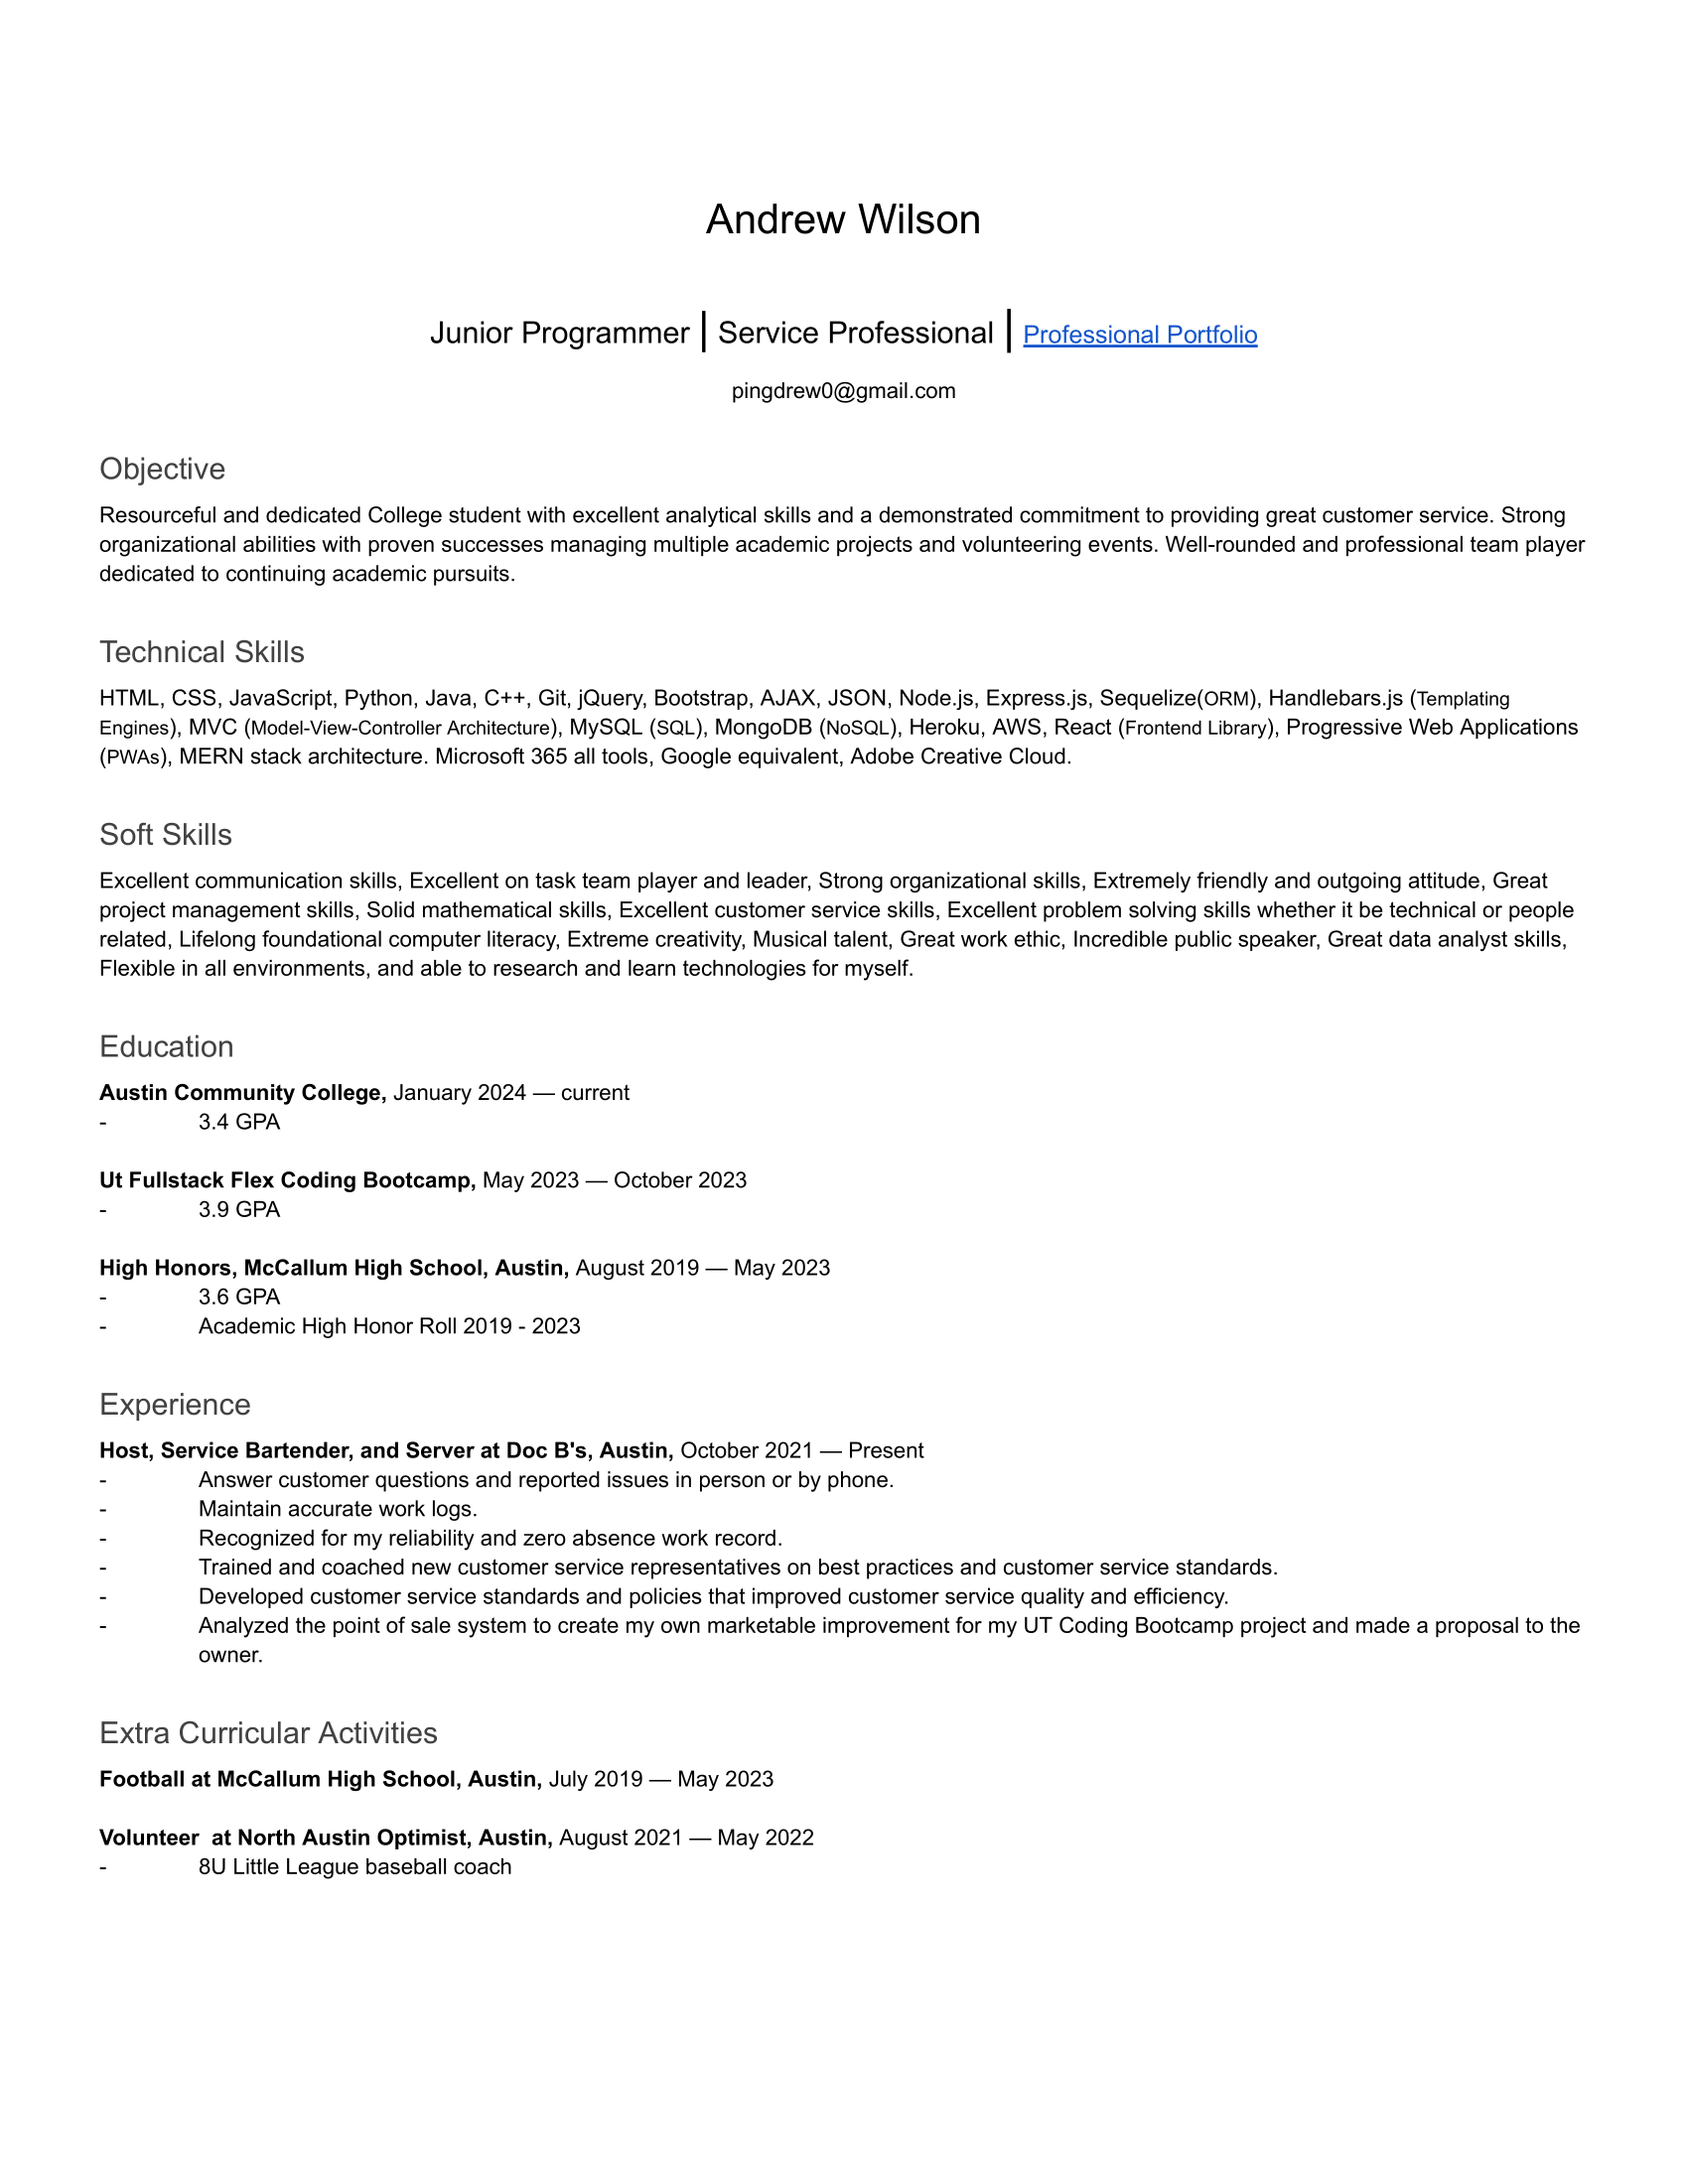 Andrew Wilson
Junior Programmer | Service Professional | Professional Portfolio
pingdrew0@gmail.com
Objective
Resourceful and dedicated College student with excellent analytical skills and a demonstrated commitment to providing great customer service. Strong
organizational abilities with proven successes managing multiple academic projects and volunteering events. Well-rounded and professional team player
dedicated to continuing academic pursuits.
Technical Skills
HTML, CSS, JavaScript, Python, Java, C++, Git, jQuery, Bootstrap, AJAX, JSON, Node.js, Express.js, Sequelize(ORM), Handlebars.js (Templating
Engines), MVC (Model-View-Controller Architecture), MySQL (SQL), MongoDB (NoSQL), Heroku, AWS, React (Frontend Library), Progressive Web Applications
(PWAs), MERN stack architecture. Microsoft 365 all tools, Google equivalent, Adobe Creative Cloud.
Soft Skills
Excellent communication skills, Excellent on task team player and leader, Strong organizational skills, Extremely friendly and outgoing attitude, Great
project management skills, Solid mathematical skills, Excellent customer service skills, Excellent problem solving skills whether it be technical or people
related, Lifelong foundational computer literacy, Extreme creativity, Musical talent, Great work ethic, Incredible public speaker, Great data analyst skills,
Flexible in all environments, and able to research and learn technologies for myself.
Education
Austin Community College, January 2024 — current
- 3.4 GPA
Ut Fullstack Flex Coding Bootcamp, May 2023 — October 2023
- 3.9 GPA
High Honors, McCallum High School, Austin, August 2019 — May 2023
- 3.6 GPA
- Academic High Honor Roll 2019 - 2023
Experience
Host, Service Bartender, and Server at Doc B's, Austin, October 2021 — Present
- Answer customer questions and reported issues in person or by phone.
- Maintain accurate work logs.
- Recognized for my reliability and zero absence work record.
- Trained and coached new customer service representatives on best practices and customer service standards.
- Developed customer service standards and policies that improved customer service quality and efficiency.
- Analyzed the point of sale system to create my own marketable improvement for my UT Coding Bootcamp project and made a proposal to the
owner.
Extra Curricular Activities
Football at McCallum High School, Austin, July 2019 — May 2023
Volunteer  at North Austin Optimist, Austin, August 2021 — May 2022
- 8U Little League baseball coach